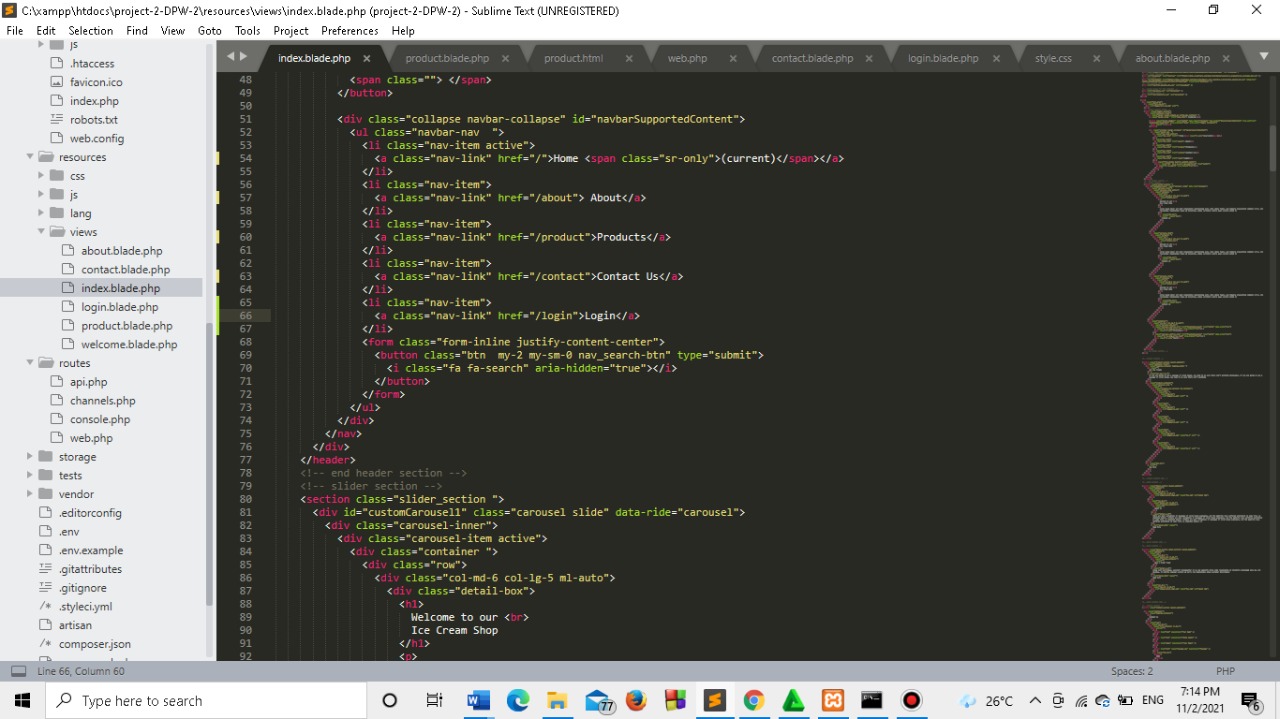 C:\xampp\htdocs\project-2-DPW-2\resources\views\index.blade.php (project-2-DPW-2) - Sublime Text (UNREGISTERED)
File Edit Selection Find View Goto Tools Project Preferences Help
index.blade.php product.blade.php product.html web.php contact.blade.php login.blade.php style.css about.blade.php
js
.htaccess
favicon.ico
index.php
robots.txt
web.config
resources
css
js
lang
views
about.blade.php
contact.blade.php
index.blade.php
login.blade.php
product.blade.php
welcome.blade.php
routes
api.php
channels.php
console.php
web.php
storage
tests
vendor
.editorconfig
.env
.env.example
.gitattributes
.gitignore
.styleci.yml
artisan
composer.json
48 <span class=""> </span>
49 </button>
50
51 <div class="collapse navbar-collapse" id="navbarSupportedContent">
52 <ul class="navbar-nav ">
53 <li class="nav-item active">
54 <a class="nav-link" href="/">Home <span class="sr-only">(current)</span></a>
55 </li>
56 <li class="nav-item">
57 <a class="nav-link" href="/about"> About</a>
58 </li>
59 <li class="nav-item">
60 <a class="nav-link" href="/product">Products</a>
61 </li>
62 <li class="nav-item">
63 <a class="nav-link" href="/contact">Contact Us</a>
64 </li>
65 <li class="nav-item">
66 <a class="nav-link" href="/login">Login</a>
67 </li>
68 <form class="form-inline justify-content-center">
69 <button class="btn  my-2 my-sm-0 nav_search-btn" type="submit">
70 <i class="fa fa-search" aria-hidden="true"></i>
71 </button>
72 </form>
73 </ul>
74 </div>
75 </nav>
76 </div>
77 </header>
78 <!-- end header section -->
79 <!-- slider section -->
80 <section class="slider_section ">
81 <div id="customCarousel1" class="carousel slide" data-ride="carousel">
82 <div class="carousel-inner">
83 <div class="carousel-item active">
84 <div class="container ">
85 <div class="row">
86 <div class="col-md-6 col-lg-5 ml-auto">
87 <div class="detail-box">
88 <h1>
89 Welcome to Our <br>
90 Ice Cream Shop
91 </h1>
92 <p>
Line 66, Column 60 Spaces: 2 PHP
Type here to search 77 26°C ENG 7:14 PM
11/2/2021 6